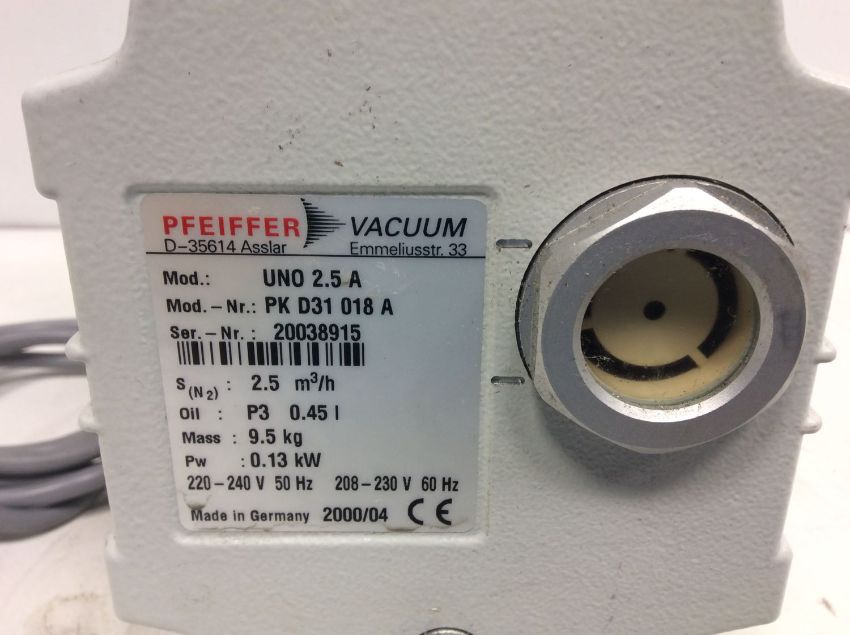 PFEIFFER VACUUM
D-35614 Asslar Emmeliusstr. 33
Mod.: UNO 2.5 A
Mod.-Nr.: PK D31 018 A
Ser.-Nr.: 20038915
S(N2) : 2.5 m³/h
Oil : P3 0.45 l
Mass : 9.5 kg
Pw : 0.13 kW
220-240 V 50 Hz 208-230 V 60 Hz
Made in Germany 2000/04 CE